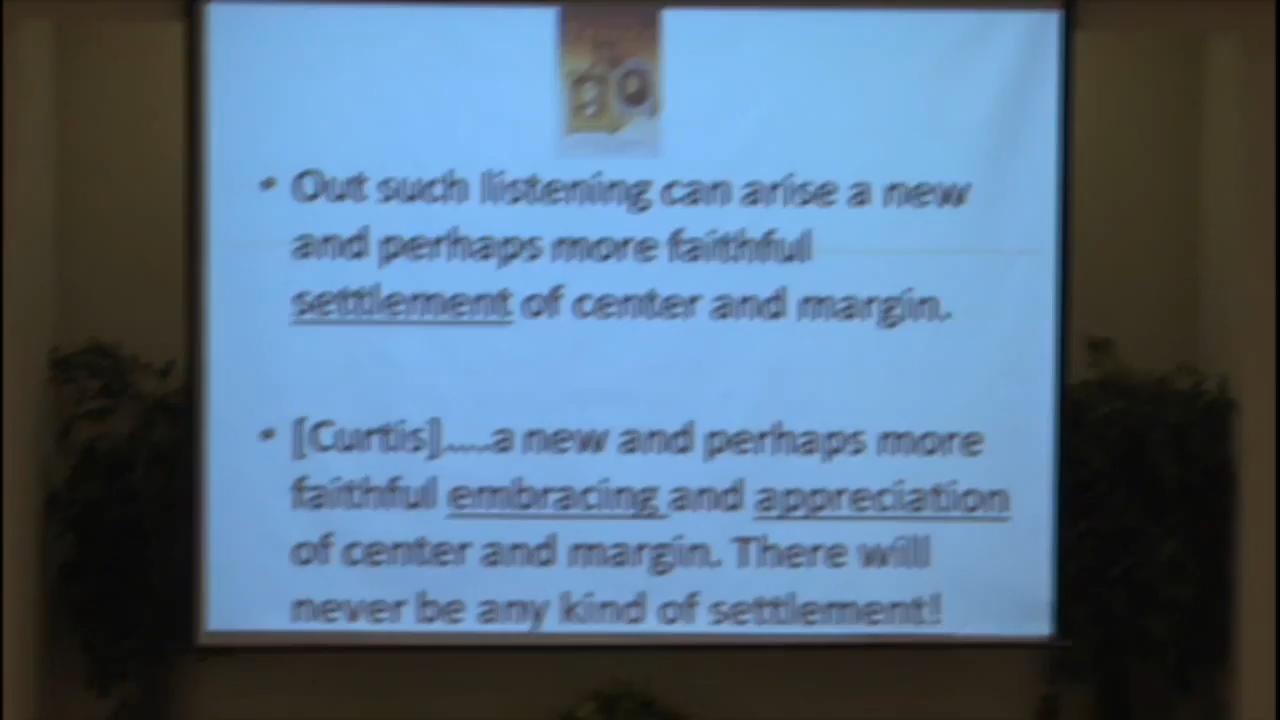 • Out such listening can arise a new
and perhaps more faithful
settlement of center and margin.
• [Curtis].....a new and perhaps more
faithful embracing and appreciation
of center and margin. There will
never be any kind of settlement!